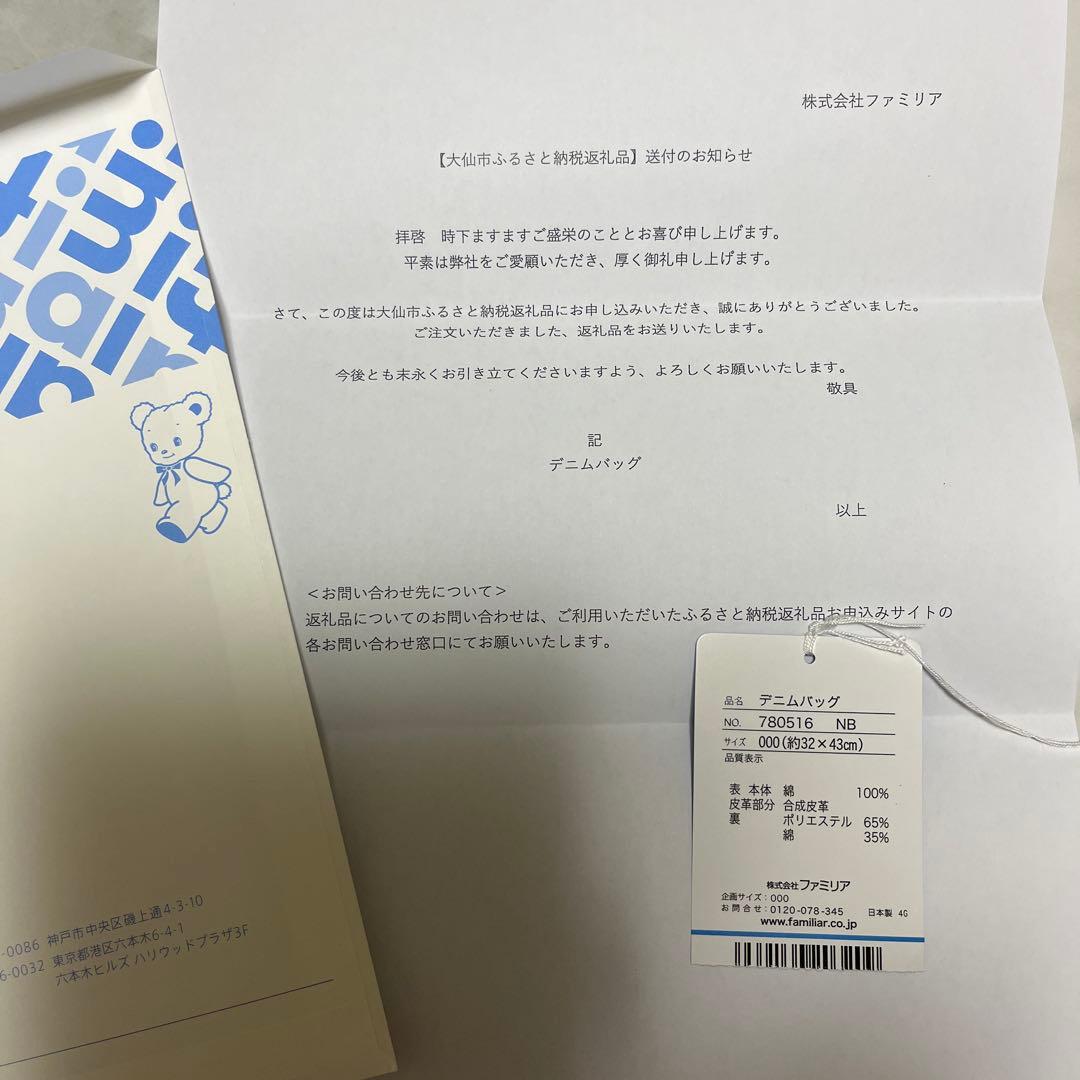 株式会社ファミリア
【大仙市ふるさと納税返礼品】送付のお知らせ
拝啓　時下ますますご盛栄のこととお喜び申し上げます。
平素は弊社をご愛顧いただき、厚く御礼申し上げます。
さて、この度は大仙市ふるさと納税返礼品にお申し込みいただき、誠にありがとうございました。
ご注文いただきました、返礼品をお送りいたします。
今後とも末永くお引き立てくださいますよう、よろしくお願いいたします。
敬具
記
デニムバッグ
以上
＜お問い合わせ先について＞
返礼品についてのお問い合わせは、ご利用いただいたふるさと納税返礼品お申込みサイトの
各お問い合わせ窓口にてお願いいたします。
品名 デニムバッグ
NO. 780516 NB
サイズ 000(約32×43cm)
品質表示
表 本体 綿 100%
皮革部分 合成皮革
裏 ポリエステル 65%
綿 35%
株式会社ファミリア
企画サイズ：000
お問合せ：0120-078-345 日本製 4G
www.familiar.co.jp
-0086 神戸市中央区磯上通4-3-10
6-0032 東京都港区六本木6-4-1
六本木ヒルズ ハリウッドプラザ3F